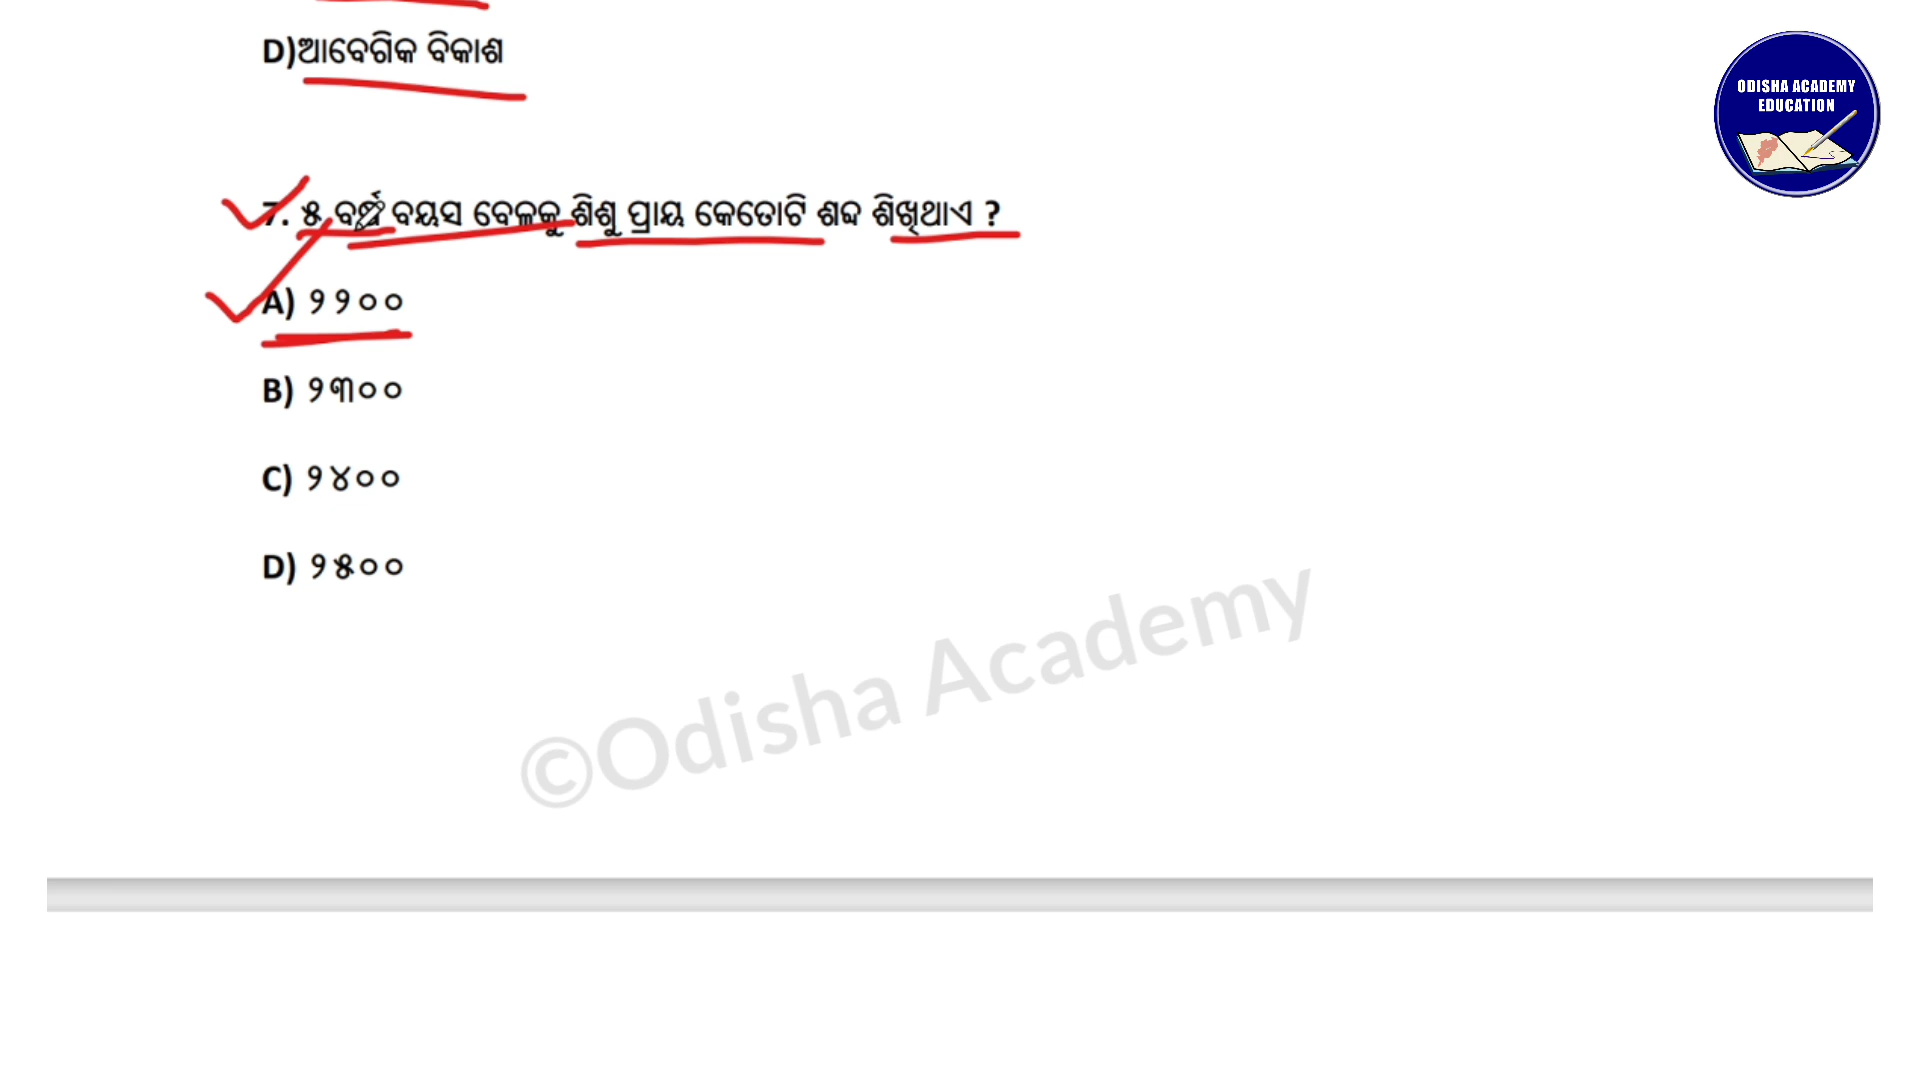 D)ଆବେଗିକ ବିକାଶ
ODISHA ACADEMY
EDUCATION
7. ୫ ବର୍ଷ ବୟସ ବେଳକୁ ଶିଶୁ ପ୍ରାୟ କେତୋଟି ଶବ୍ଦ ଶିଖିଥାଏ ?
A) ୨୨୦୦
B) ୨୩୦୦
C) ୨୪୦୦
D) ୨୫୦୦
©Odisha Academy